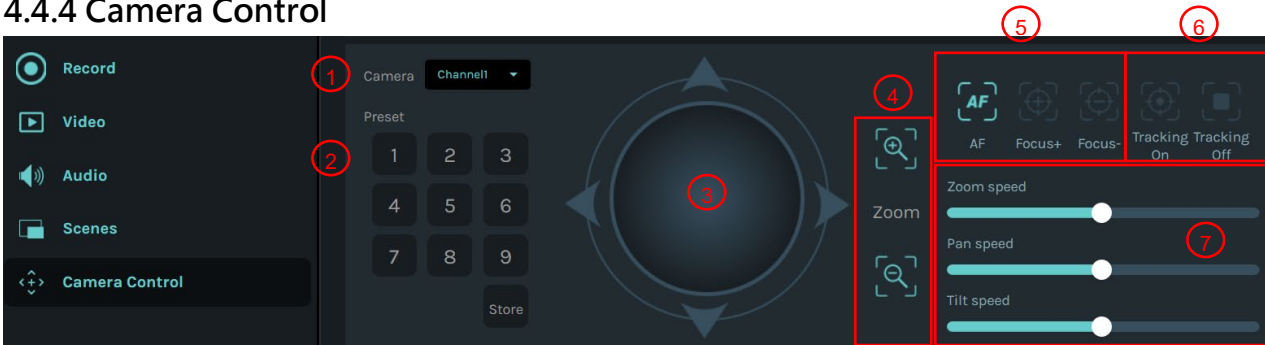 4.4.4 Camera Control
5
6
Record
Video
Audio
Scenes
Camera Control
1
Camera
Channel1
Preset
2
1 2 3
4 5 6
7 8 9
Store
3
4
Zoom
AF
AF
Focus+
Focus-
Tracking On
Tracking Off
Zoom speed
Pan speed
7
Tilt speed